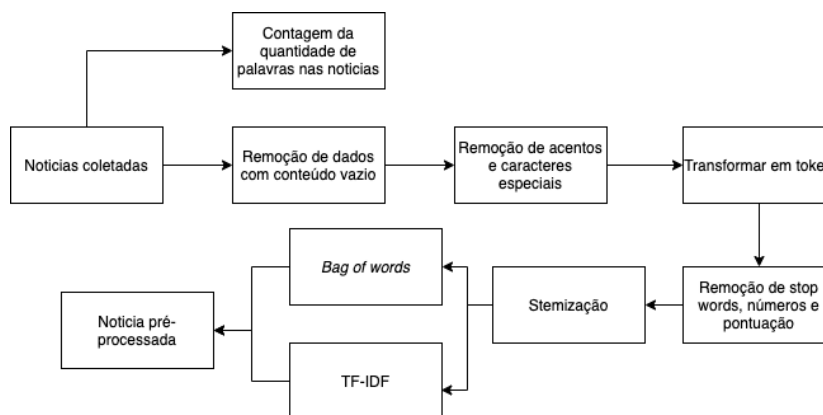 Contagem da
quantidade de
palavras nas noticias
Noticias coletadas
Remoção de dados
com conteúdo vazio
Remoção de acentos
e caracteres
especiais
Transformar em toke
Remoção de stop
words, números e
pontuação
Stemização
Bag of words
TF-IDF
Noticia pré-
processada